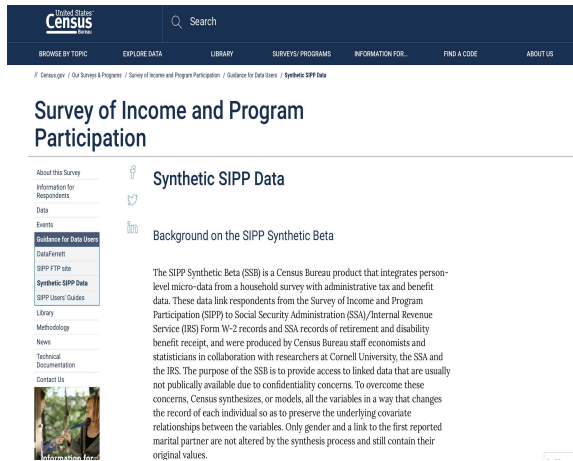 United States®
Census
Bureau
Search
BROWSE BY TOPIC EXPLORE DATA LIBRARY SURVEYS/ PROGRAMS INFORMATION FOR... FIND A CODE ABOUT US
// Census.gov / Our Surveys & Programs / Survey of Income and Program Participation / Guidance for Data Users / Synthetic SIPP Data
Survey of Income and Program
Participation
About this Survey
Information for
Respondents
Data
Events
Guidance for Data Users
DataFerrett
SIPP FTP site
Synthetic SIPP Data
SIPP Users' Guides
Library
Methodology
News
Technical
Documentation
Contact Us
Information for
Synthetic SIPP Data
Background on the SIPP Synthetic Beta
The SIPP Synthetic Beta (SSB) is a Census Bureau product that integrates person-
level micro-data from a household survey with administrative tax and benefit
data. These data link respondents from the Survey of Income and Program
Participation (SIPP) to Social Security Administration (SSA)/Internal Revenue
Service (IRS) Form W-2 records and SSA records of retirement and disability
benefit receipt, and were produced by Census Bureau staff economists and
statisticians in collaboration with researchers at Cornell University, the SSA and
the IRS. The purpose of the SSB is to provide access to linked data that are usually
not publically available due to confidentiality concerns. To overcome these
concerns, Census synthesizes, or models, all the variables in a way that changes
the record of each individual so as to preserve the underlying covariate
relationships between the variables. Only gender and a link to the first reported
marital partner are not altered by the synthesis process and still contain their
original values.